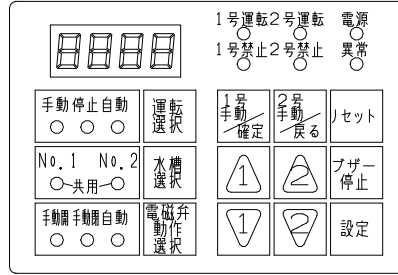 1号運転 2号運転 電源
1号禁止 2号禁止 異常
8888
手動 停止 自動
運転
選択
1号
手動
確定
2号
手動
戻る
リセット
No.1 No.2
共用
水槽
選択
1
2
ブザー
停止
手動開 手動閉 自動
電磁弁
動作
選択
1
2
設定